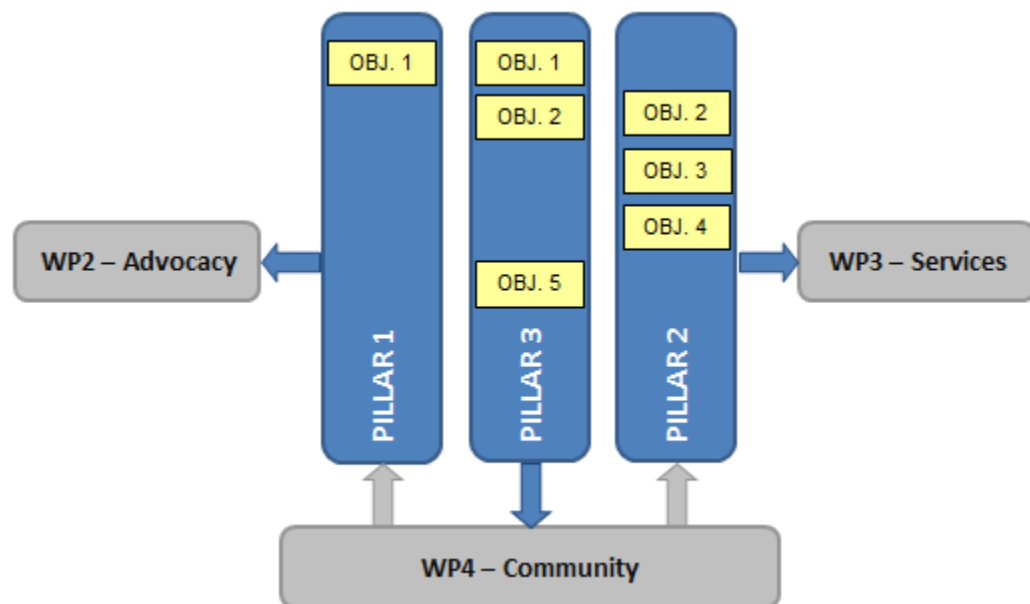 OBJ. 1
OBJ. 1
OBJ. 2
OBJ. 2
OBJ. 3
OBJ. 4
WP2 – Advocacy
WP3 – Services
OBJ. 5
PILLAR 1
PILLAR 3
PILLAR 2
WP4 – Community